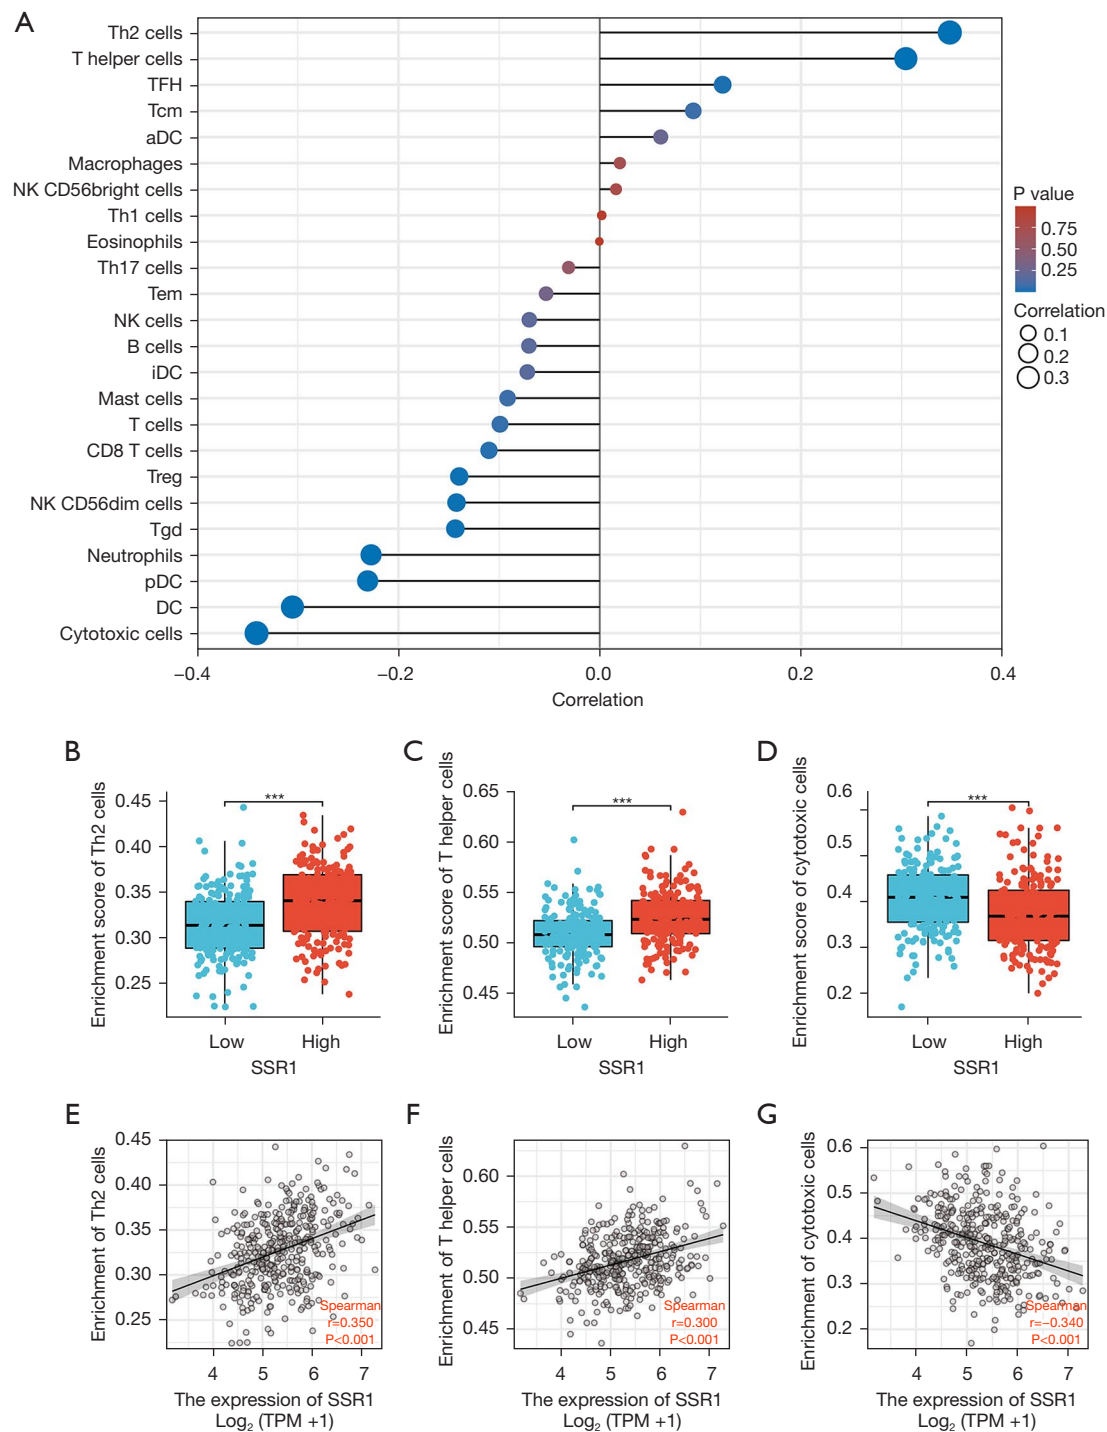 A
Th2 cells
T helper cells
TFH
Tcm
aDC
Macrophages
NK CD56bright cells
Th1 cells
Eosinophils
Th17 cells
Tem
NK cells
B cells
iDC
Mast cells
T cells
CD8 T cells
Treg
NK CD56dim cells
Tgd
Neutrophils
pDC
DC
Cytotoxic cells
−0.4 −0.2 0.0 0.2 0.4
Correlation
P value
0.75
0.50
0.25
Correlation
0.1
0.2
0.3
B
Enrichment score of Th2 cells
0.45
0.40
0.35
0.30
0.25
***
Low High
SSR1
C
Enrichment score of T helper cells
0.65
0.60
0.55
0.50
0.45
***
Low High
SSR1
D
Enrichment score of cytotoxic cells
0.6
0.5
0.4
0.3
0.2
***
Low High
SSR1
E
Enrichment of Th2 cells
0.45
0.40
0.35
0.30
0.25
Spearman
r=0.350
P<0.001
4 5 6 7
The expression of SSR1
Log₂ (TPM +1)
F
Enrichment of T helper cells
0.60
0.55
0.50
0.45
Spearman
r=0.300
P<0.001
4 5 6 7
The expression of SSR1
Log₂ (TPM +1)
G
Enrichment of cytotoxic cells
0.6
0.5
0.4
0.3
0.2
Spearman
r=−0.340
P<0.001
4 5 6 7
The expression of SSR1
Log₂ (TPM +1)